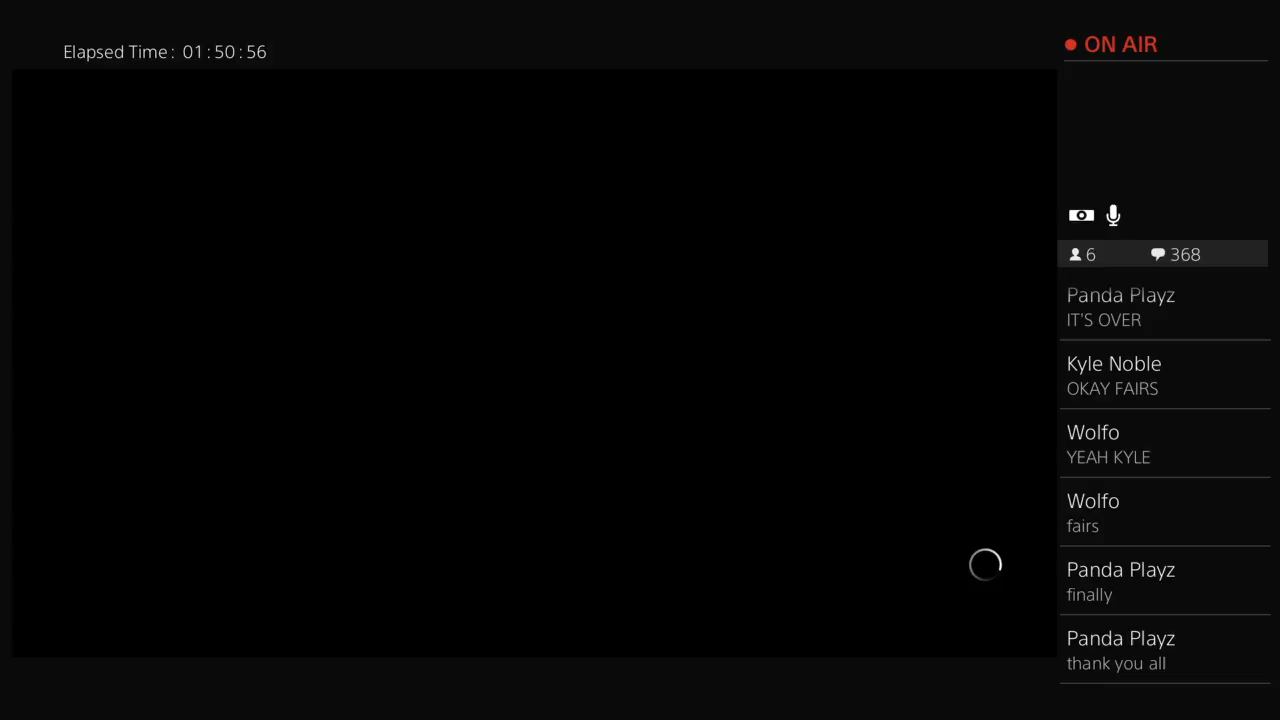 Elapsed Time: 01:50:56
ON AIR
6 368
Panda Playz
IT'S OVER
Kyle Noble
OKAY FAIRS
Wolfo
YEAH KYLE
Wolfo
fairs
Panda Playz
finally
Panda Playz
thank you all